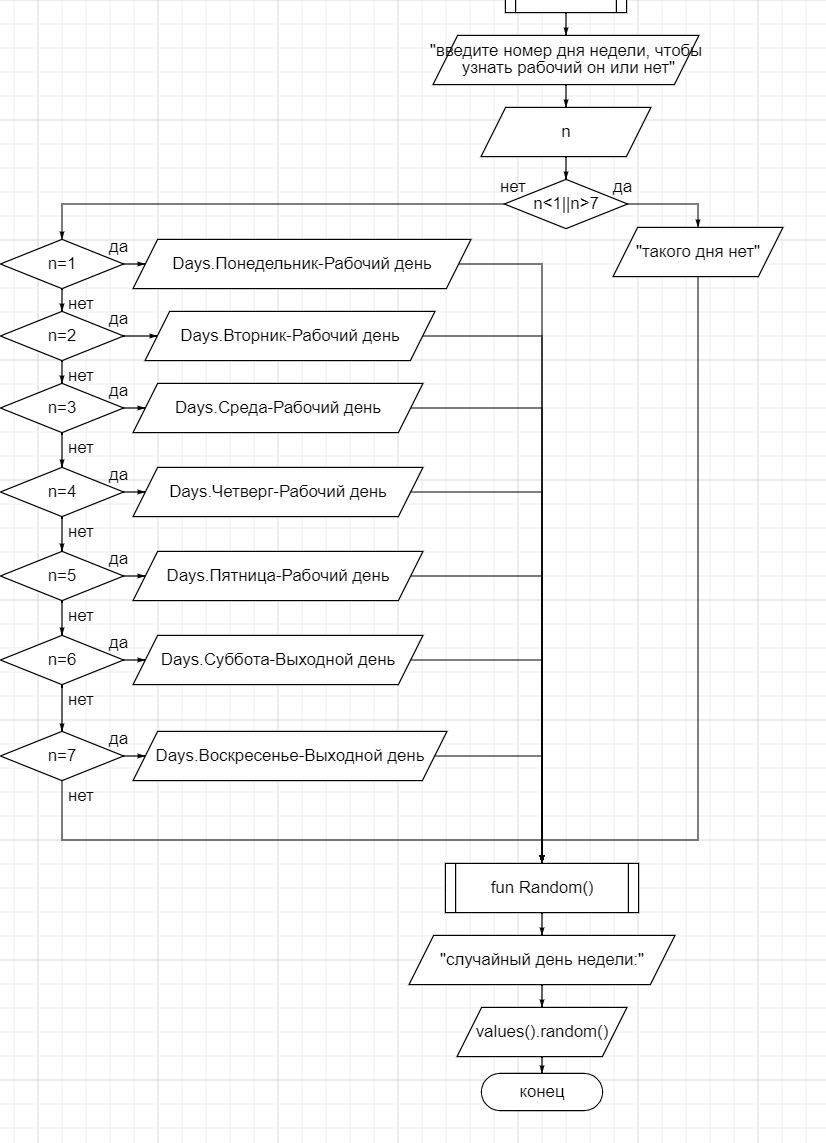 "введите номер дня недели, чтобы
узнать рабочий он или нет"
n
нет
да
n<1||n>7
"такого дня нет"
n=1
да
Days.Понедельник-Рабочий день
нет
n=2
да
Days.Вторник-Рабочий день
нет
n=3
да
Days.Среда-Рабочий день
нет
n=4
да
Days.Четверг-Рабочий день
нет
n=5
да
Days.Пятница-Рабочий день
нет
n=6
да
Days.Суббота-Выходной день
нет
n=7
да
Days.Воскресенье-Выходной день
нет
fun Random()
"случайный день недели:"
values().random()
конец